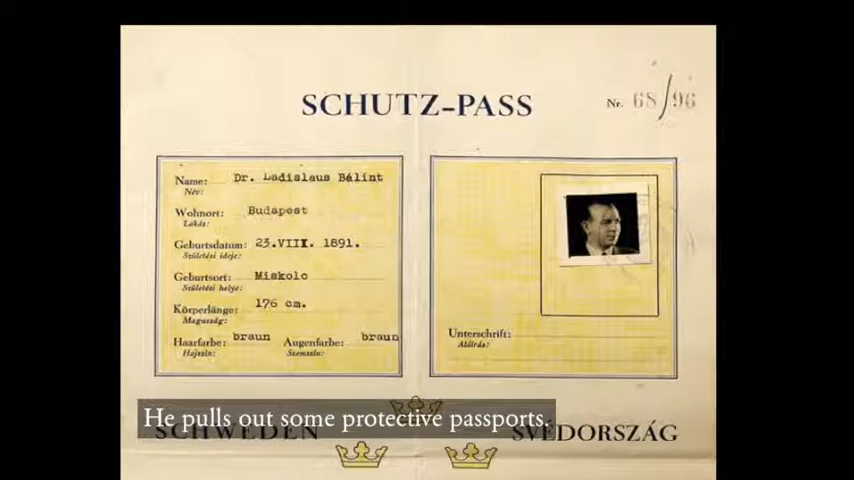 SCHUTZ-PASS
Nr. 68/96
Name: Dr. Ladislaus Bálint
Név:
Wohnort: Budapest
Lakás:
Geburtsdatum: 23.VIII. 1891.
Születési ideje:
Geburtsort: Miskolc
Születési helye:
Körperlänge: 176 cm.
Magasság:
Haarfarbe: braun Augenfarbe: braun
Hajszín: Szemszín:
Unterschrift:
Aláírás:
He pulls out some protective passports.
SCHWEDEN
SVÉDORSZÁG